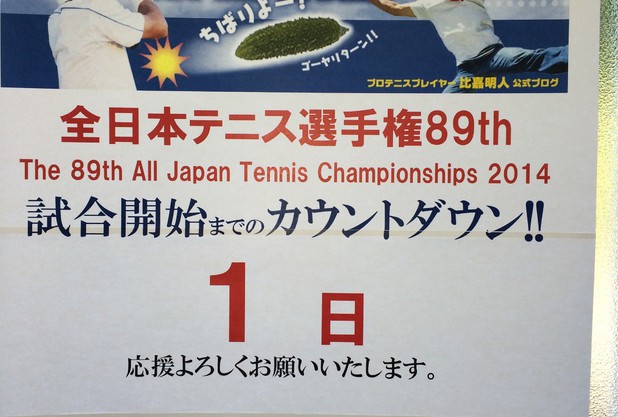 ちばりよー!
ゴーヤリターン!!
プロテニスプレイヤー 比嘉明人 公式ブログ
全日本テニス選手権89th
The 89th All Japan Tennis Championships 2014
試合開始までのカウントダウン!!
1日
応援よろしくお願いいたします。